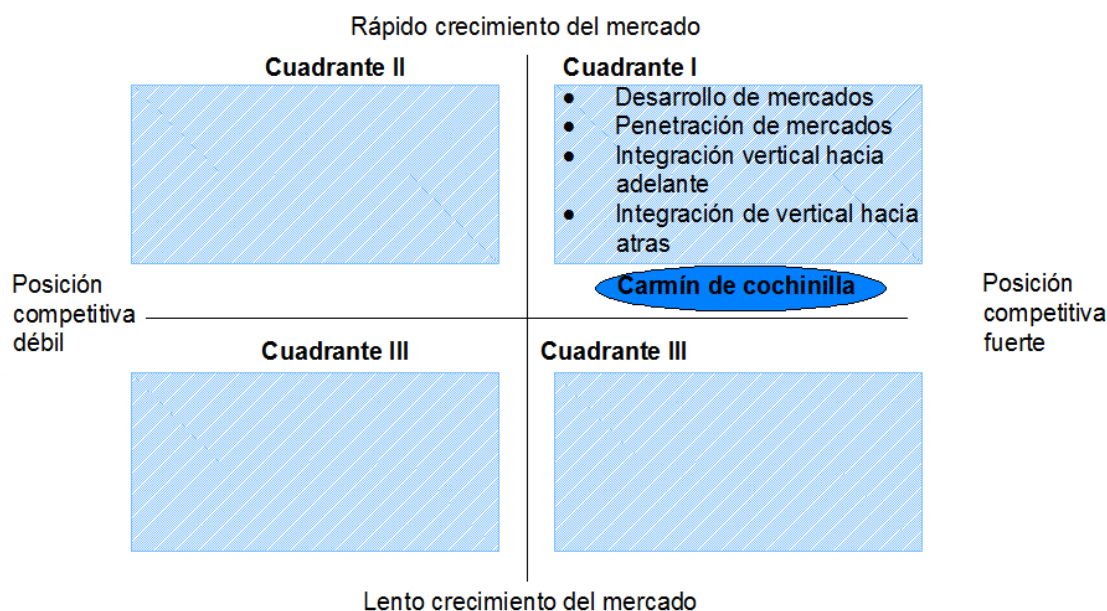 Rápido crecimiento del mercado
Cuadrante II
Cuadrante I
• Desarrollo de mercados
• Penetración de mercados
• Integración vertical hacia
adelante
• Integración de vertical hacia
atras
Carmín de cochinilla
Posición
competitiva
débil
Posición
competitiva
fuerte
Cuadrante III
Cuadrante III
Lento crecimiento del mercado